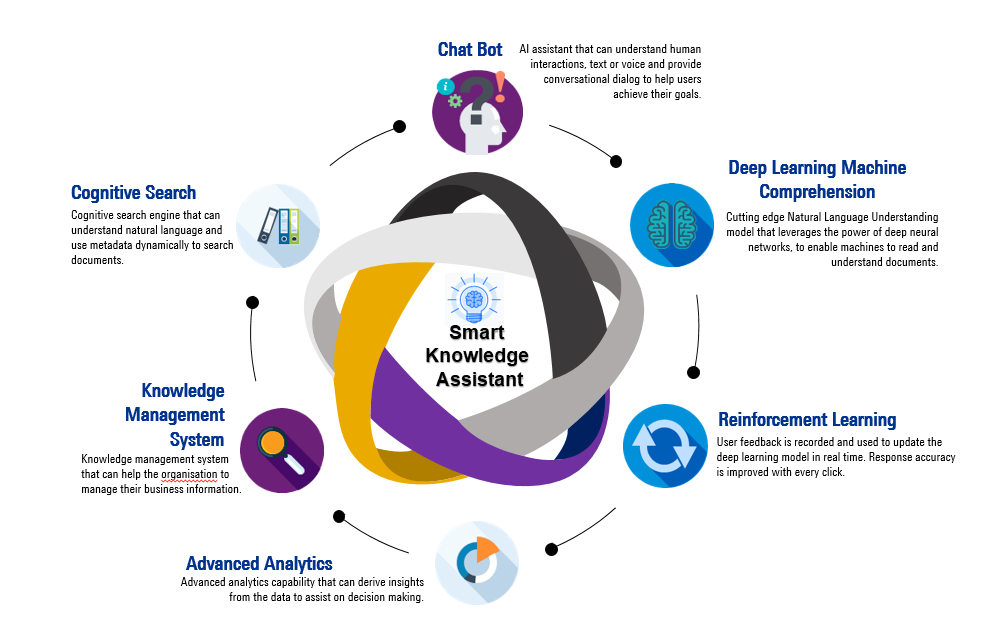 Chat Bot
AI assistant that can understand human
interactions, text or voice and provide
conversational dialog to help users
achieve their goals.
Deep Learning Machine
Comprehension
Cutting edge Natural Language Understanding
model that leverages the power of deep neural
networks, to enable machines to read and
understand documents.
Cognitive Search
Cognitive search engine that can
understand natural language and
use metadata dynamically to search
documents.
Smart
Knowledge
Assistant
Knowledge
Management
System
Knowledge management system
that can help the organisation to
manage their business information.
Reinforcement Learning
User feedback is recorded and used to update the
deep learning model in real time. Response accuracy
is improved with every click.
Advanced Analytics
Advanced analytics capability that can derive insights
from the data to assist on decision making.